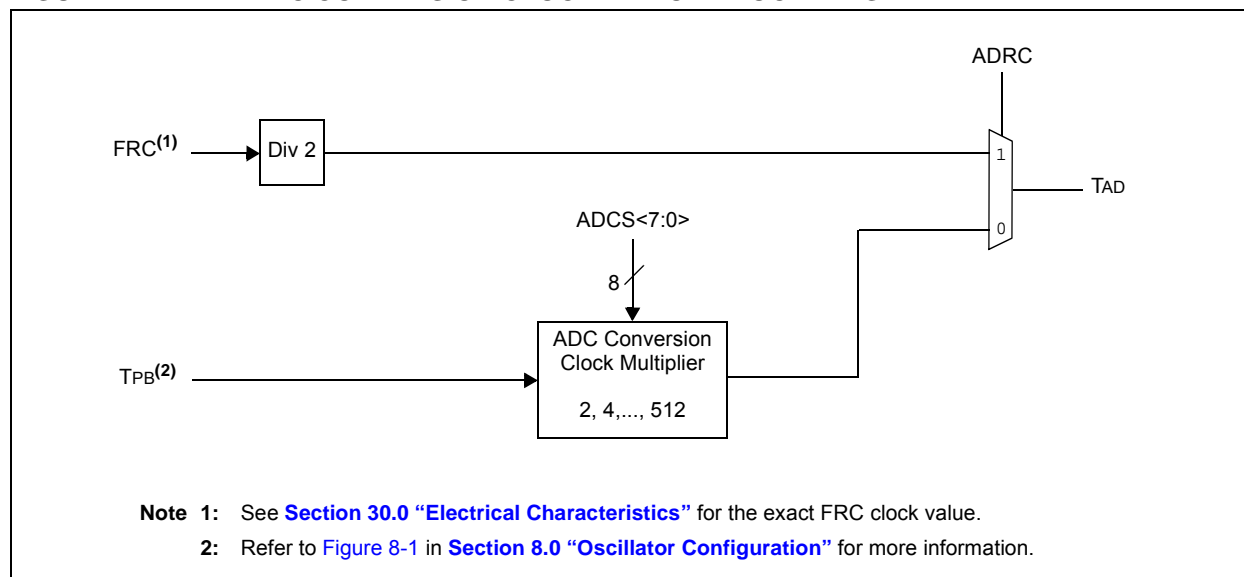 ADRC
FRC(1)
Div 2
1
TAD
ADCS<7:0>
0
8
ADC Conversion
Clock Multiplier
TPB(2)
2, 4,..., 512
Note 1: See Section 30.0 “Electrical Characteristics” for the exact FRC clock value.
2: Refer to Figure 8-1 in Section 8.0 “Oscillator Configuration” for more information.